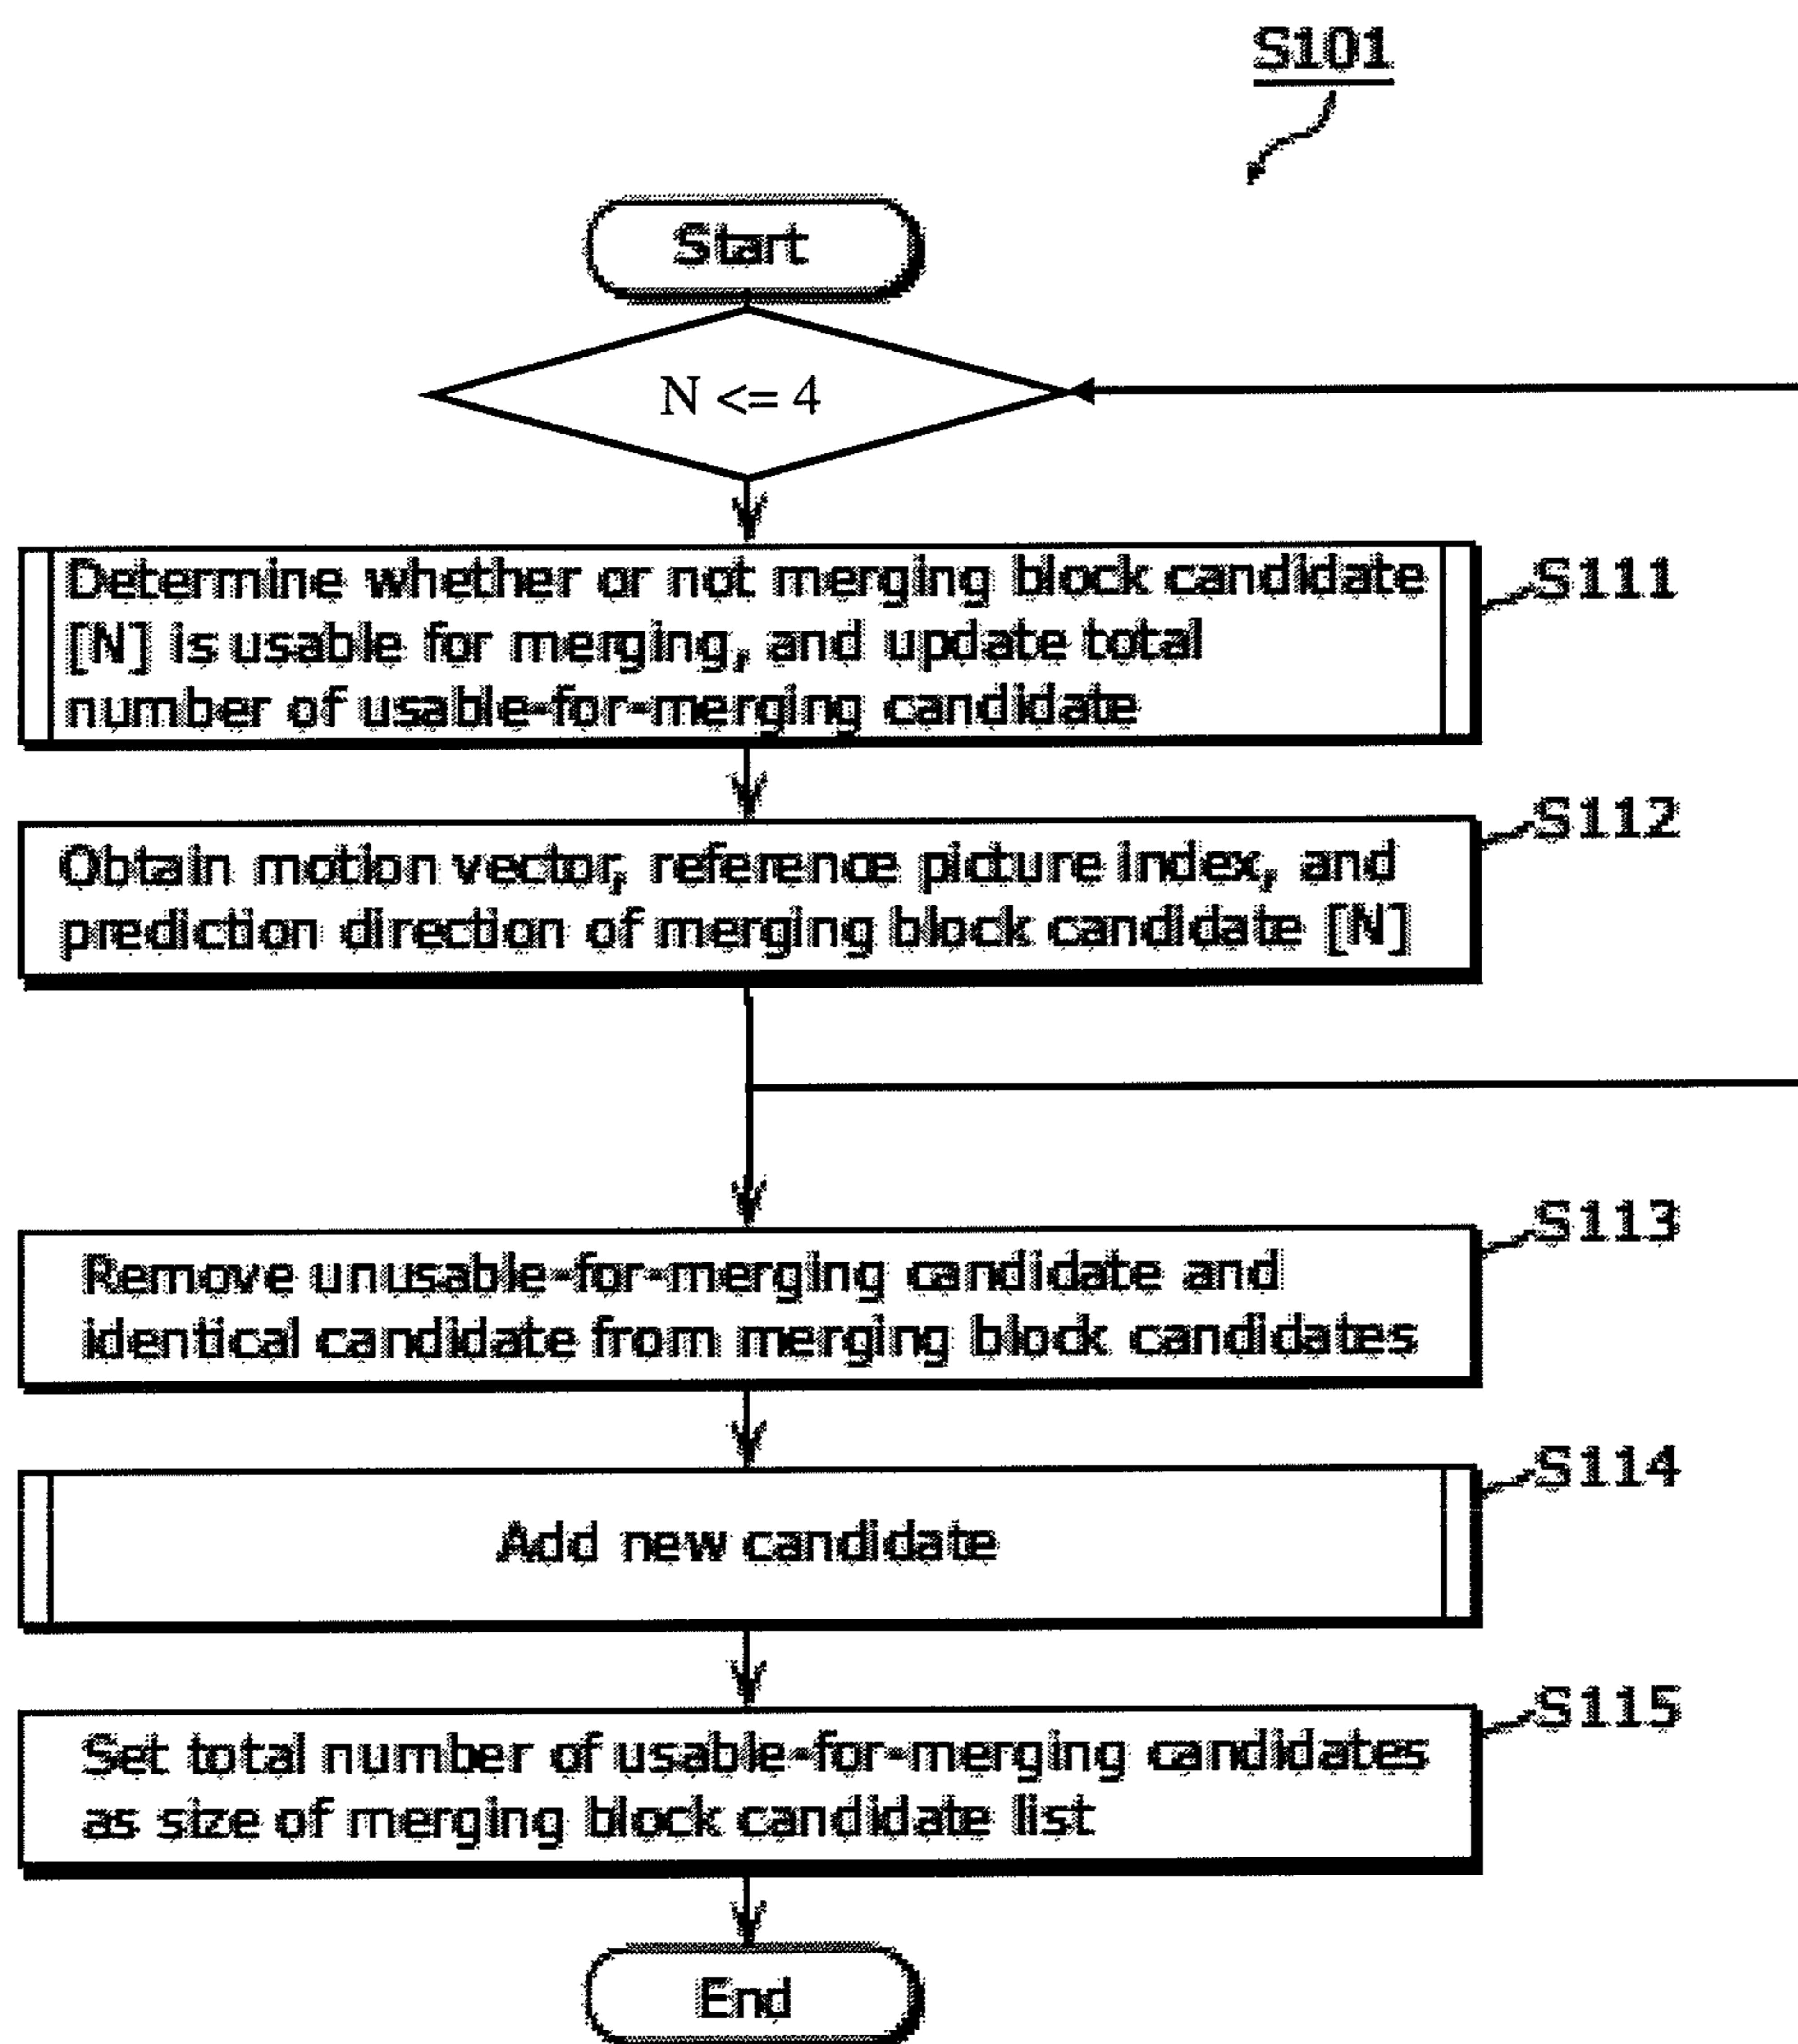 S101
Start
N <= 4
Determine whether or not merging block candidate
[N] is usable for merging, and update total
number of usable-for-merging candidate
S111
Obtain motion vector, reference picture index, and
prediction direction of merging block candidate [N]
S112
Remove unusable-for-merging candidate and
identical candidate from merging block candidates
S113
Add new candidate
S114
Set total number of usable-for-merging candidates
as size of merging block candidate list
S115
End